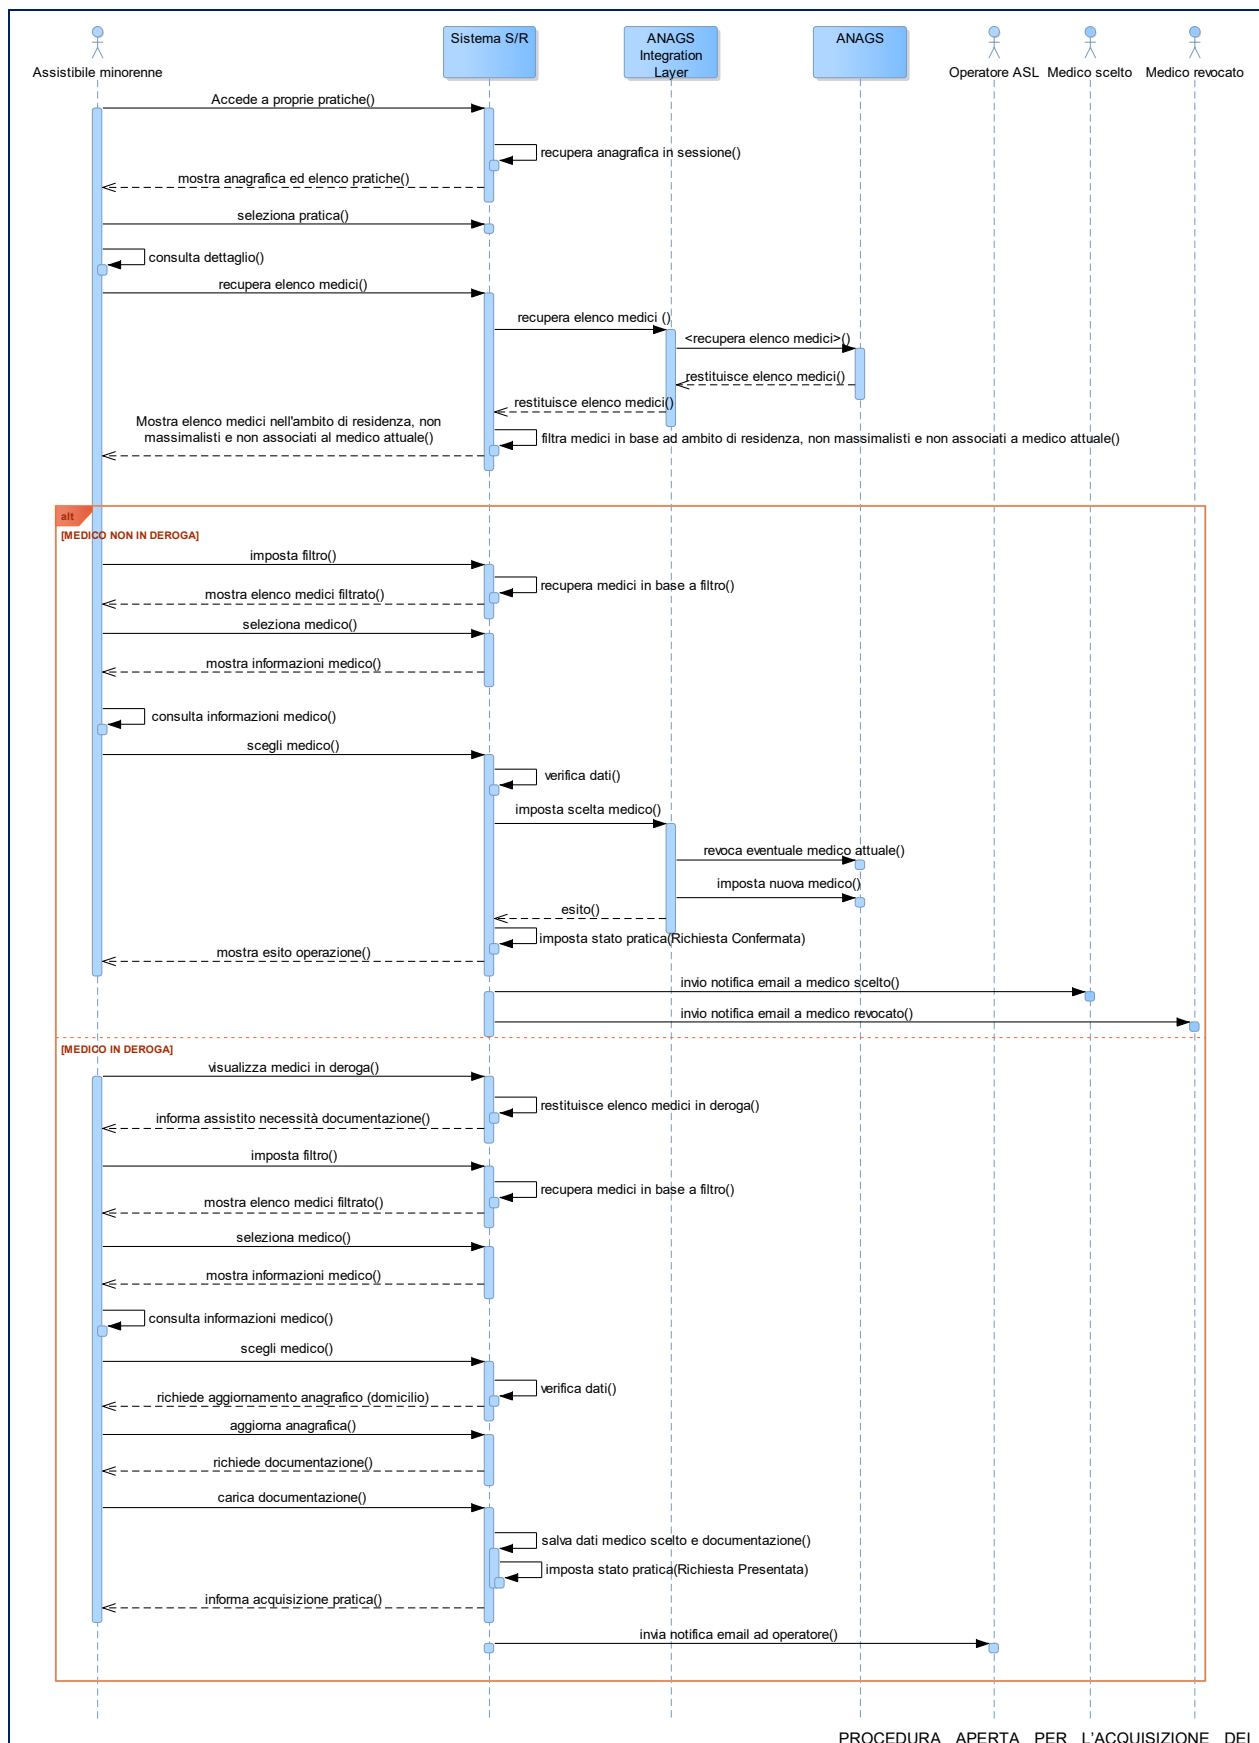 Assistibile minorenne
Sistema S/R
ANAGS
Integration
Layer
ANAGS
Operatore ASL
Medico scelto
Medico revocato
Accede a proprie pratiche()
recupera anagrafica in sessione()
mostra anagrafica ed elenco pratiche()
seleziona pratica()
consulta dettaglio()
recupera elenco medici()
recupera elenco medici ()
<recupera elenco medici>()
restituisce elenco medici()
restituisce elenco medici()
Mostra elenco medici nell'ambito di residenza, non
massimalisti e non associati al medico attuale()
filtra medici in base ad ambito di residenza, non massimalisti e non associati a medico attuale()
alt
[MEDICO NON IN DEROGA]
imposta filtro()
recupera medici in base a filtro()
mostra elenco medici filtrato()
seleziona medico()
mostra informazioni medico()
consulta informazioni medico()
scegli medico()
verifica dati()
imposta scelta medico()
revoca eventuale medico attuale()
imposta nuova medico()
esito()
imposta stato pratica(Richiesta Confermata)
mostra esito operazione()
invio notifica email a medico scelto()
invio notifica email a medico revocato()
[MEDICO IN DEROGA]
visualizza medici in deroga()
restituisce elenco medici in deroga()
informa assistito necessità documentazione()
imposta filtro()
recupera medici in base a filtro()
mostra elenco medici filtrato()
seleziona medico()
mostra informazioni medico()
consulta informazioni medico()
scegli medico()
verifica dati()
richiede aggiornamento anagrafico (domicilio)
aggiorna anagrafica()
richiede documentazione()
carica documentazione()
salva dati medico scelto e documentazione()
imposta stato pratica(Richiesta Presentata)
informa acquisizione pratica()
invia notifica email ad operatore()
PROCEDURA APERTA PER L'ACQUISIZIONE DEL